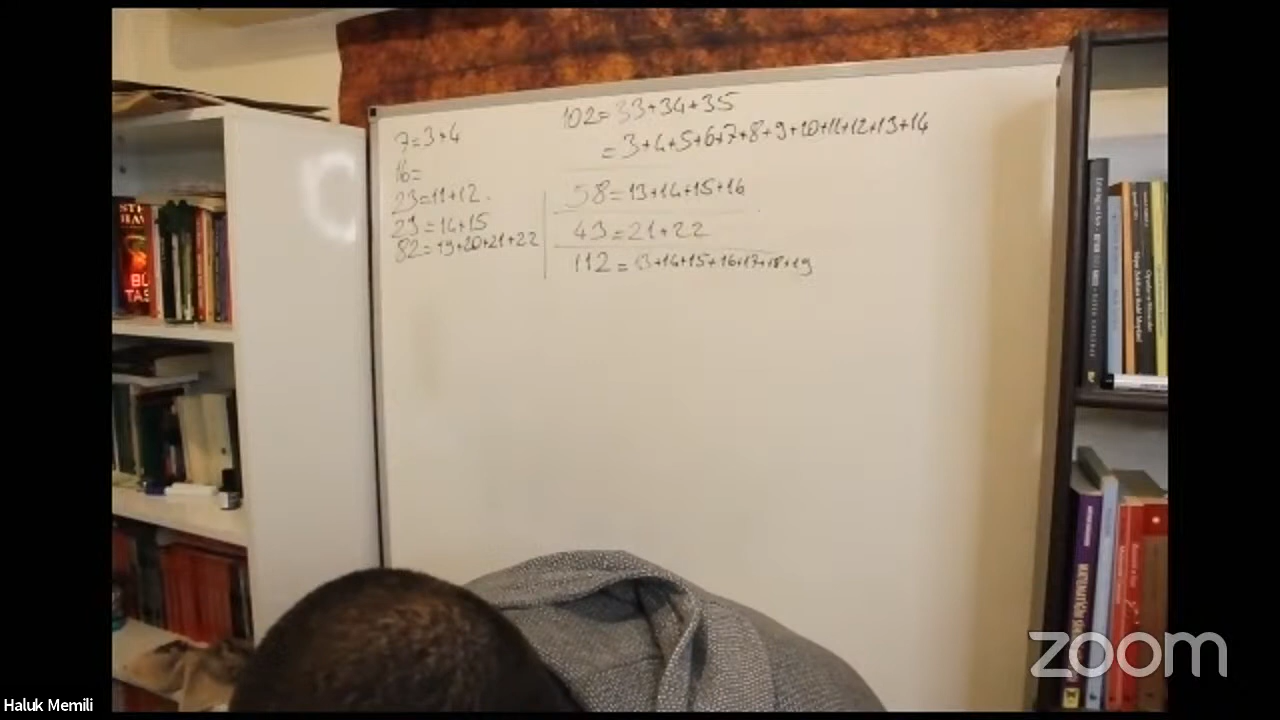 7=3+4
16=
23=11+12
29=14+15
82=19+20+21+22
102=33+34+35
=3+4+5+6+7+8+9+10+11+12+13+14
58=13+14+15+16
43=21+22
112=13+14+15+16+17+18+19
BÜ
TAS
zoom
Haluk Memili